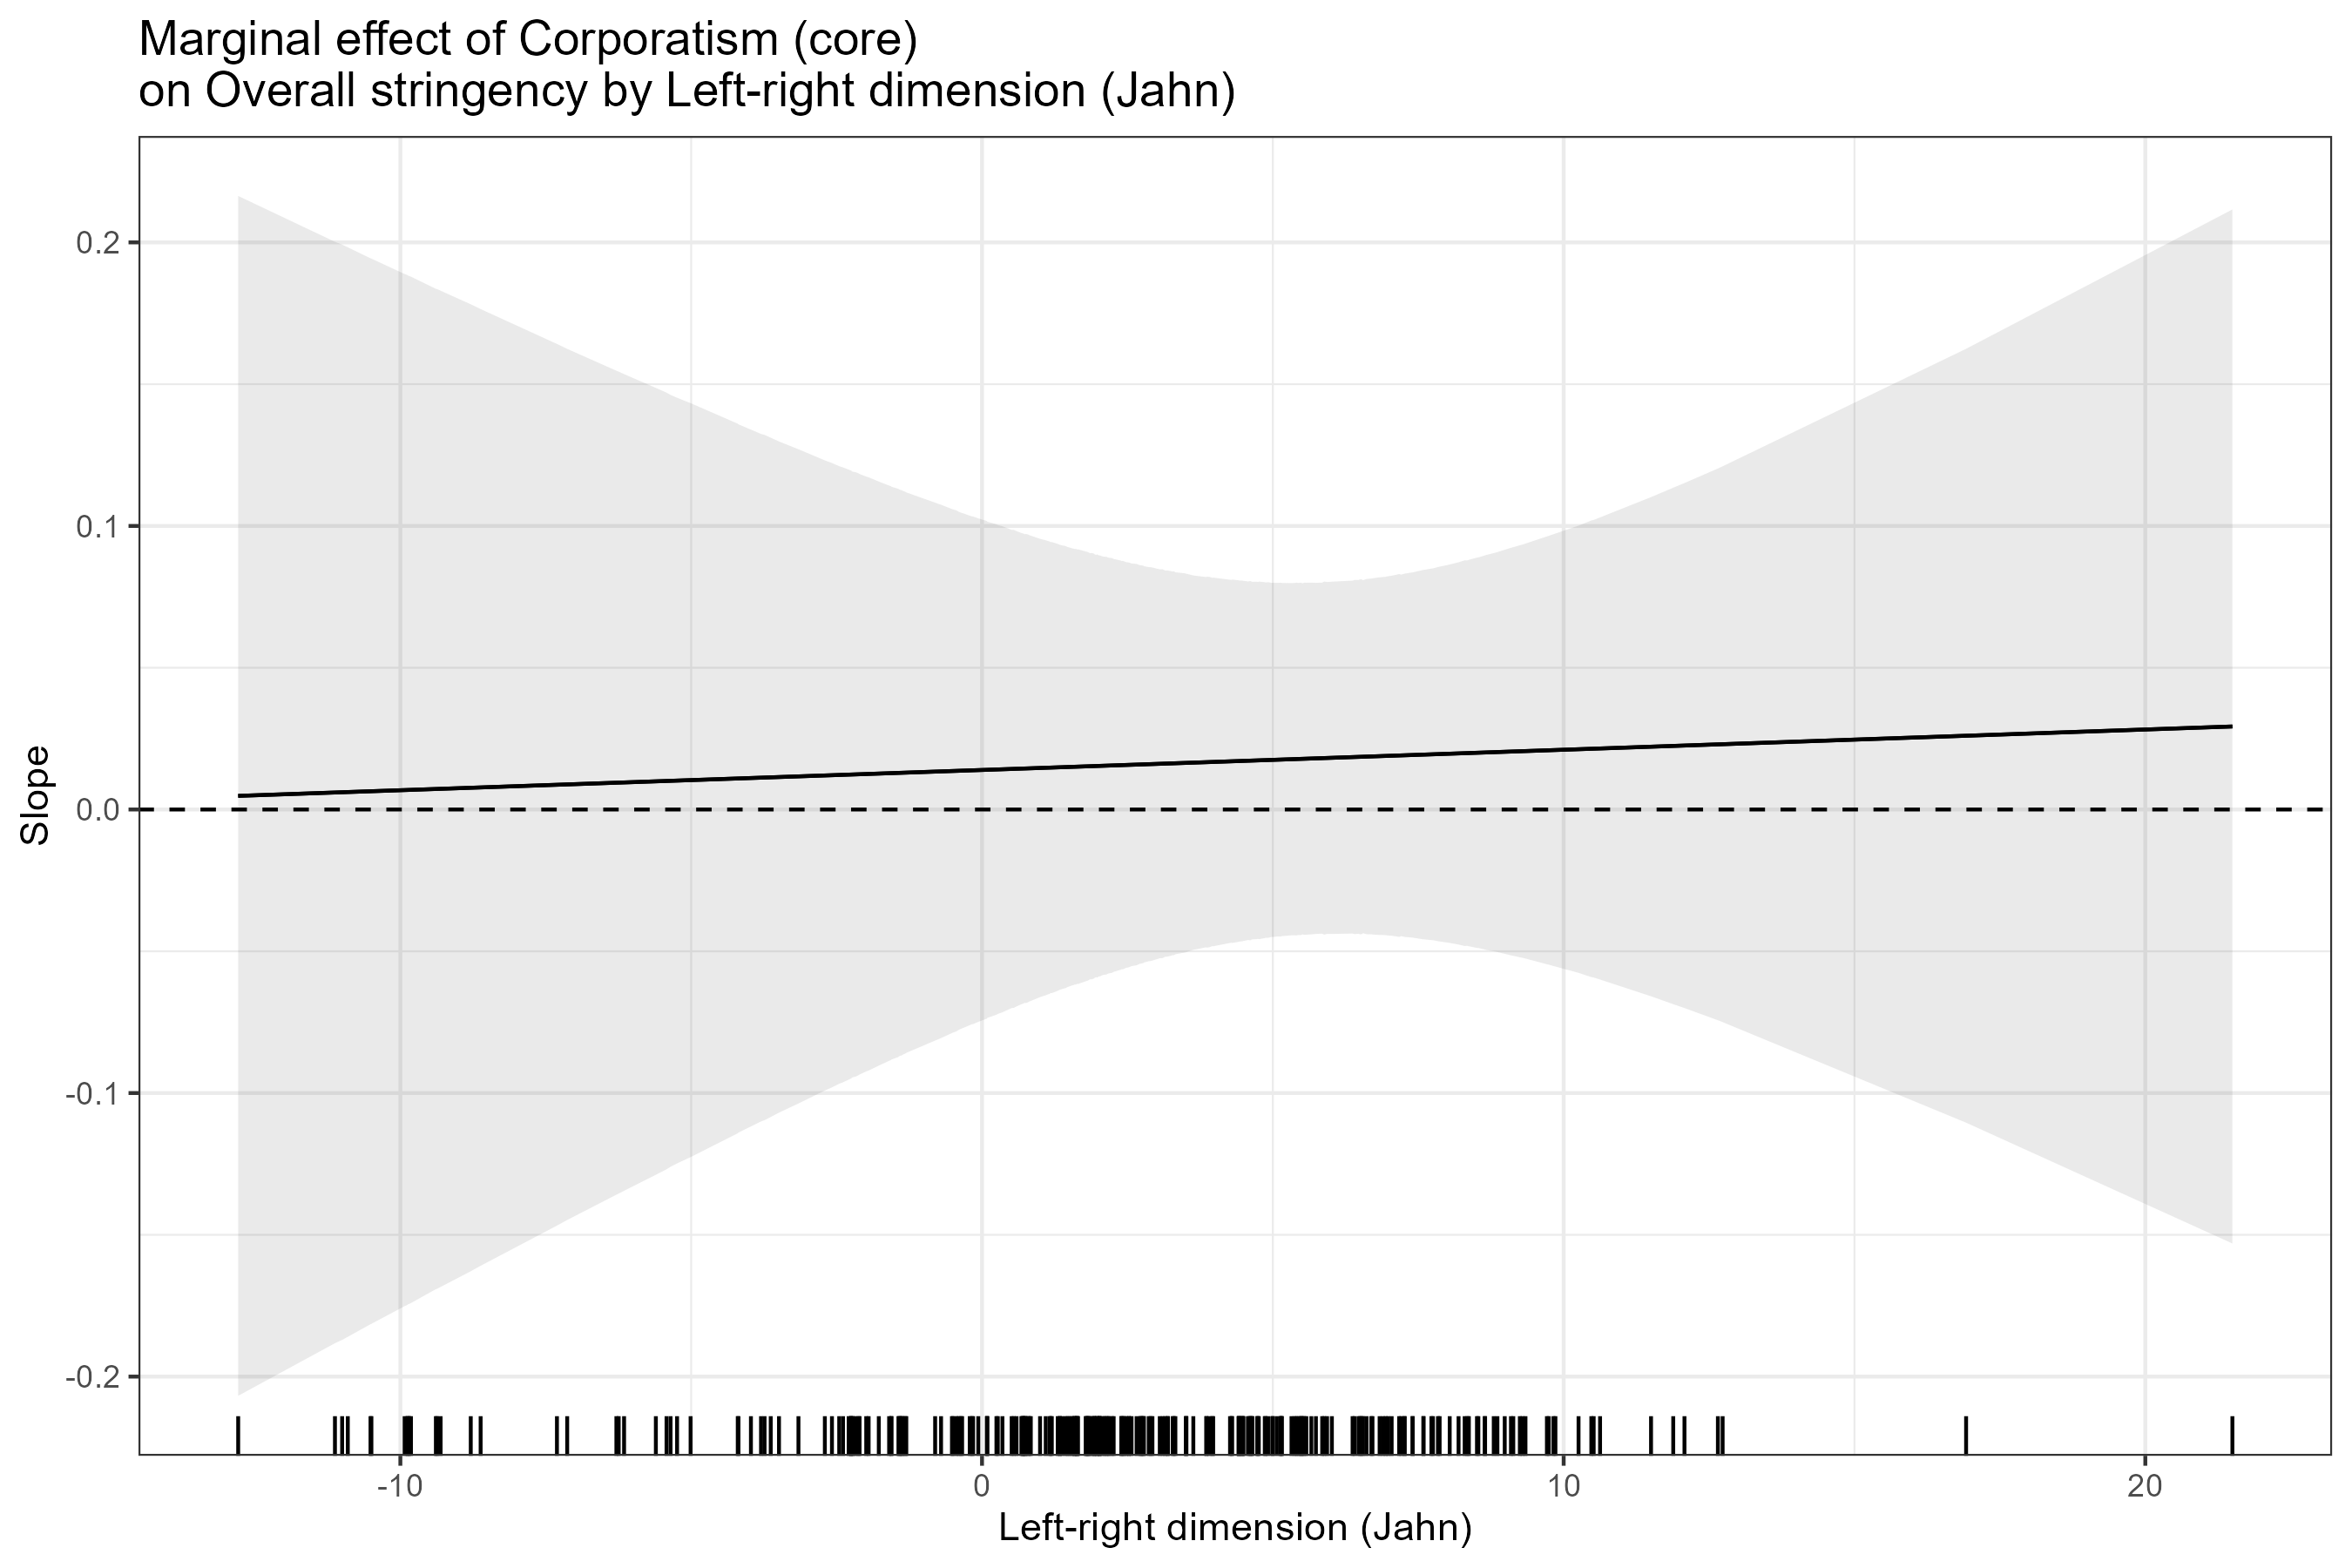 Marginal effect of Corporatism (core)
on Overall stringency by Left-right dimension (Jahn)
Slope
0.2
0.1
0.0
-0.1
-0.2
-10
0
10
20
Left-right dimension (Jahn)